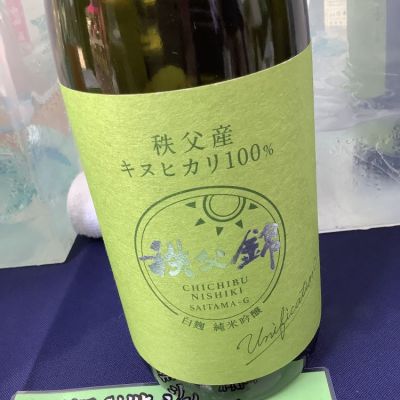 秩父産
キヌヒカリ100%
秩父錦
CHICHIBU
NISHIKI
SAITAMA-G
白麹 純米吟醸
Unification